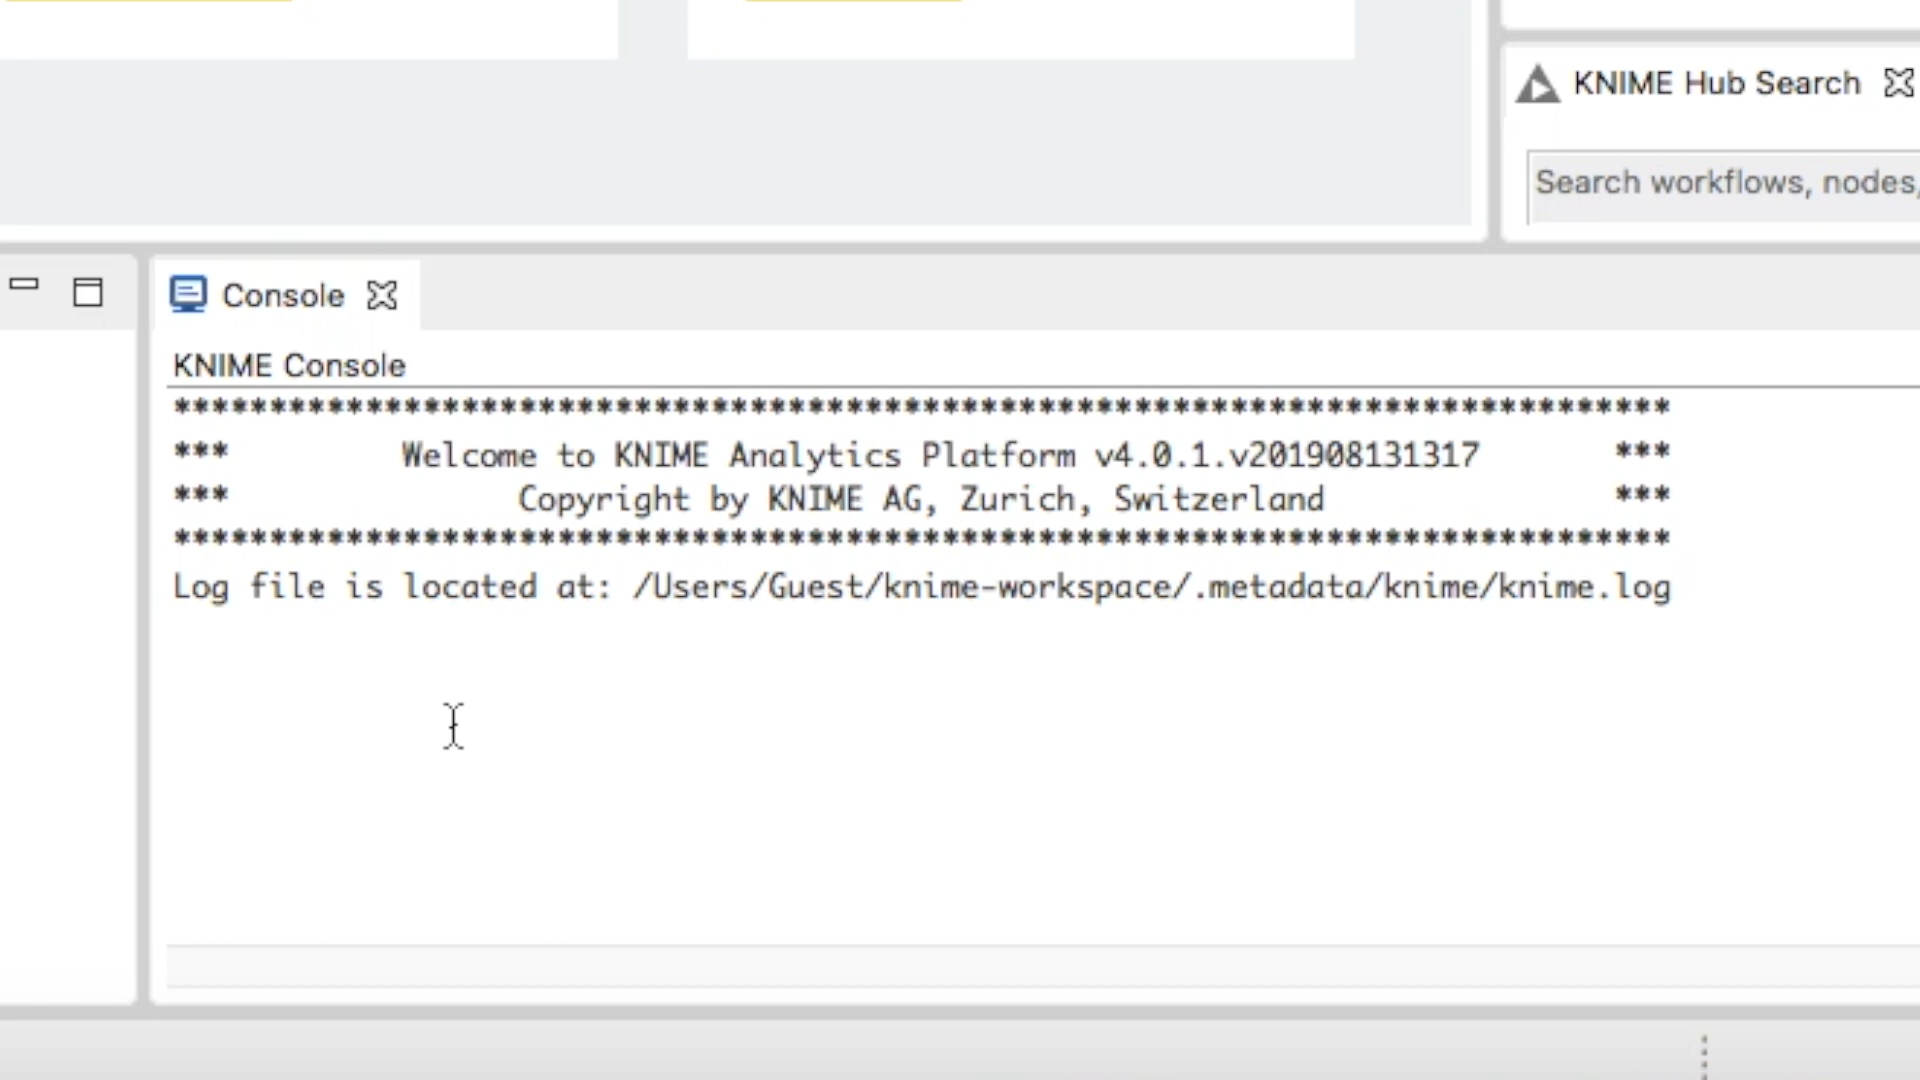 KNIME Hub Search
Search workflows, nodes,
Console
KNIME Console
******************************************************************************
***         Welcome to KNIME Analytics Platform v4.0.1.v201908131317       ***
***               Copyright by KNIME AG, Zurich, Switzerland               ***
******************************************************************************
Log file is located at: /Users/Guest/knime-workspace/.metadata/knime/knime.log